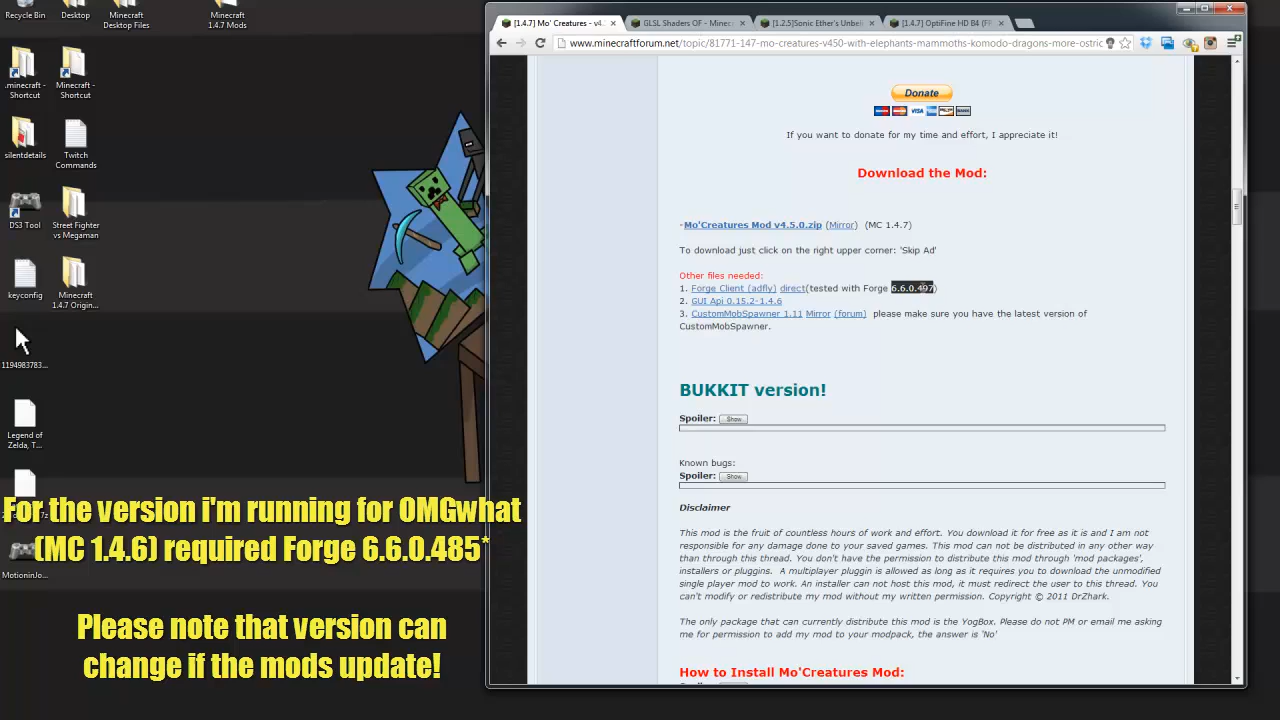 Recycle Bin
Desktop
Minecraft
Desktop Files
Minecraft
1.4.7 Mods
.minecraft -
Shortcut
Minecraft -
Shortcut
silentdetails
Twitch
Commands
DS3 Tool
Street Fighter
vs Megaman
keyconfig
Minecraft
1.4.7 Origin...
1194983783...
Legend of
Zelda, T...
MotioninJo...
[1.4.7] Mo' Creatures - v4.
GLSL Shaders OF - Minec
[1.2.5]Sonic Ether's Unbel
[1.4.7] OptiFine HD B4 (FP
www.minecraftforum.net/topic/81771-147-mo-creatures-v450-with-elephants-mammoths-komodo-dragons-more-ostric
Donate
VISA
If you want to donate for my time and effort, I appreciate it!
Download the Mod:
-Mo'Creatures Mod v4.5.0.zip (Mirror) (MC 1.4.7)
To download just click on the right upper corner: 'Skip Ad'
Other files needed:
1. Forge Client (adfly) direct(tested with Forge 6.6.0.497)
2. GUI Api 0.15.2-1.4.6
3. CustomMobSpawner 1.11 Mirror (forum) please make sure you have the latest version of
CustomMobSpawner.
BUKKIT version!
Spoiler: Show
Known bugs:
Spoiler: Show
Disclaimer
This mod is the fruit of countless hours of work and effort. You download it for free as it is and I am not
responsible for any damage done to your saved games. This mod can not be distributed in any other way
than through this thread. You don't have the permission to distribute this mod through 'mod packages',
installers or pluggins. A multiplayer pluggin is allowed as long as it requires you to download the unmodified
single player mod to work. An installer can not host this mod, it must redirect the user to this thread. You
can't modify or redistribute my mod without my written permission. Copyright © 2011 DrZhark.
The only package that can currently distribute this mod is the YogBox. Please do not PM or email me asking
me for permission to add my mod to your modpack, the answer is 'No'
How to Install Mo'Creatures Mod:
For the version i'm running for OMGwhat
(MC 1.4.6) required Forge 6.6.0.485*
Please note that version can
change if the mods update!